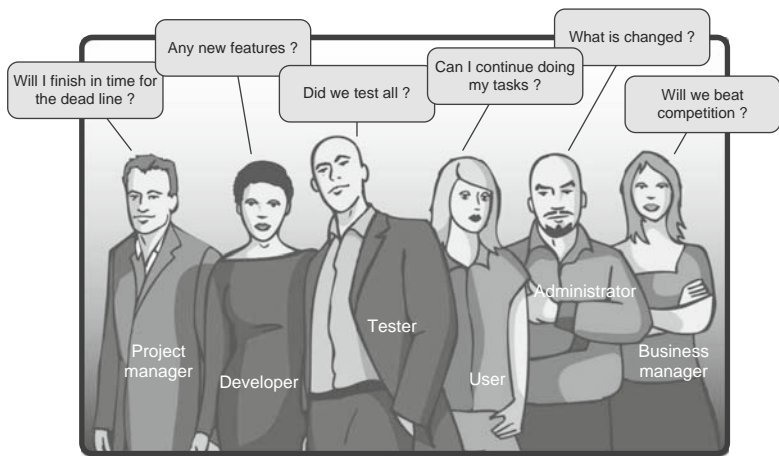 Will I finish in time for
the dead line ?
Any new features ?
Did we test all ?
Can I continue doing
my tasks ?
What is changed ?
Will we beat
competition ?
Project
manager
Developer
Tester
User
Administrator
Business
manager